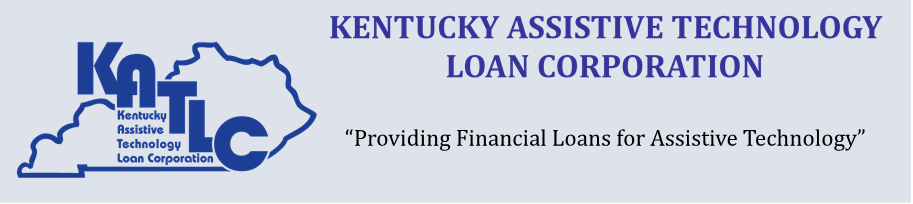 KATLC
Kentucky
Assistive
Technology
Loan Corporation
KENTUCKY ASSISTIVE TECHNOLOGY
LOAN CORPORATION
“Providing Financial Loans for Assistive Technology”